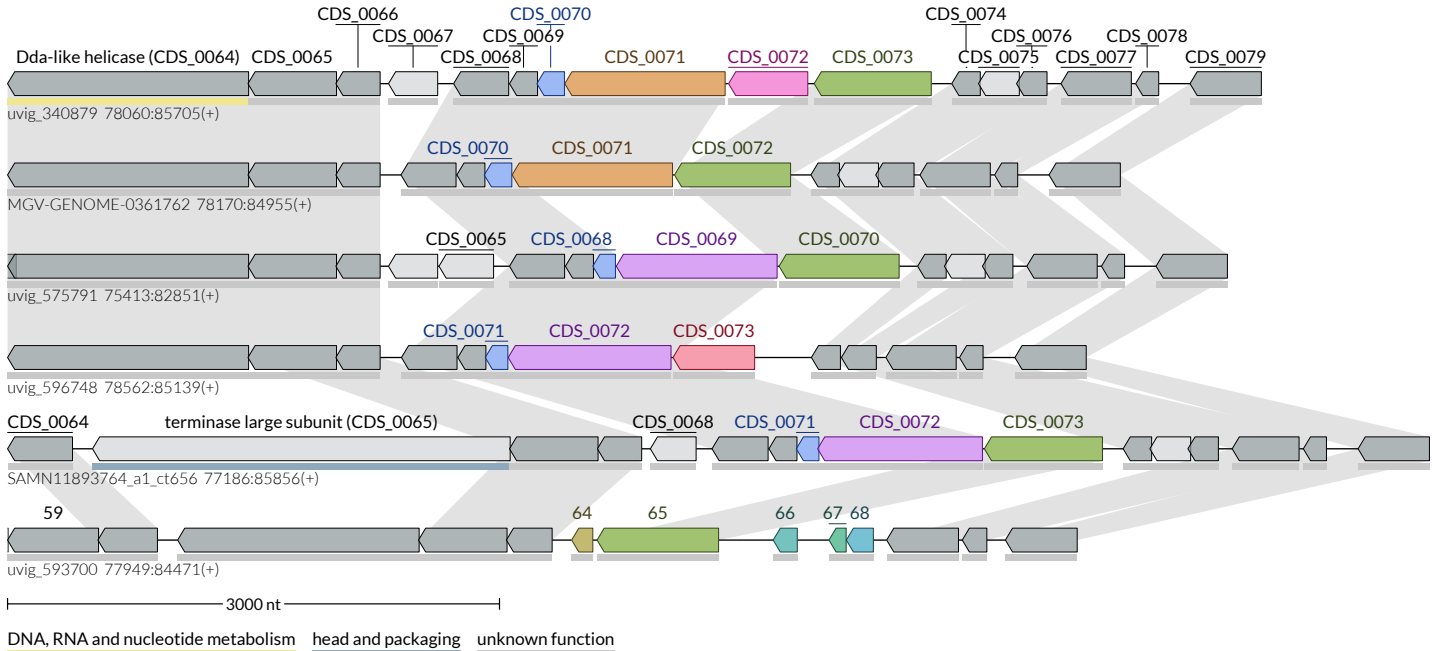 CDS_0066 CDS_0070 CDS_0074
CDS_0067 CDS_0069 CDS_0076 CDS_0078
Dda-like helicase (CDS_0064) CDS_0065 CDS_0068 CDS_0071 CDS_0072 CDS_0073 CDS_0075 CDS_0077 CDS_0079
uvig_340879 78060:85705(+)
CDS_0070 CDS_0071 CDS_0072
MGV-GENOME-0361762 78170:84955(+)
CDS_0065 CDS_0068 CDS_0069 CDS_0070
uvig_575791 75413:82851(+)
CDS_0071 CDS_0072 CDS_0073
uvig_596748 78562:85139(+)
CDS_0064 terminase large subunit (CDS_0065) CDS_0068 CDS_0071 CDS_0072 CDS_0073
SAMN11893764_a1_ct656 77186:85856(+)
59 64 65 66 67 68
uvig_593700 77949:84471(+)
3000 nt
DNA, RNA and nucleotide metabolism head and packaging unknown function